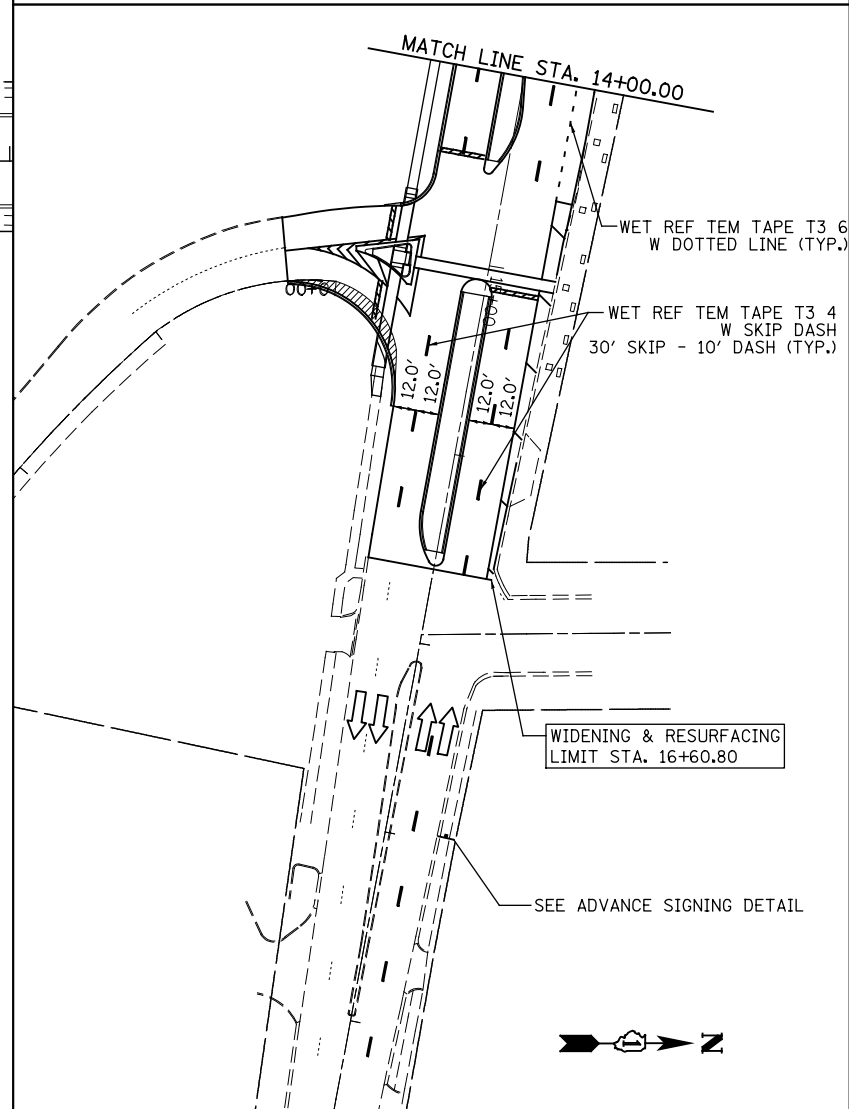 MATCH LINE STA. 14+00.00
WET REF TEM TAPE T3 6
W DOTTED LINE (TYP.)
WET REF TEM TAPE T3 4
W SKIP DASH
30' SKIP - 10' DASH (TYP.)
12.0'
12.0'
12.0'
12.0'
WIDENING & RESURFACING
LIMIT STA. 16+60.80
SEE ADVANCE SIGNING DETAIL
N